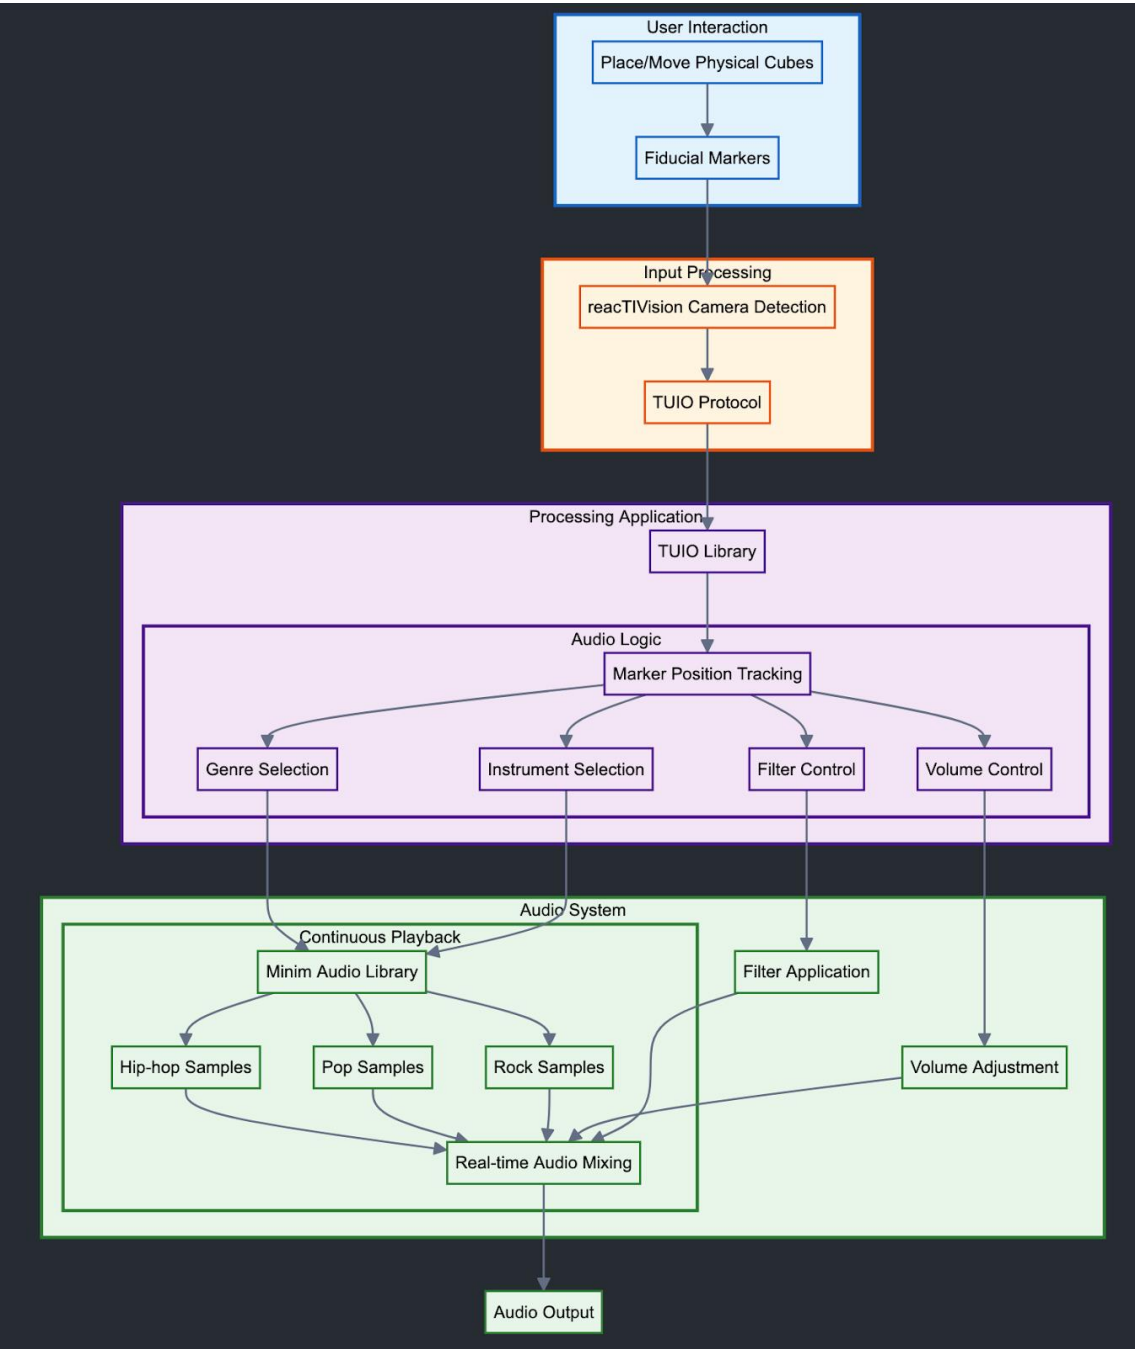 User Interaction
Place/Move Physical Cubes
Fiducial Markers
Input Processing
reacTIVision Camera Detection
TUIO Protocol
Processing Application
TUIO Library
Audio Logic
Marker Position Tracking
Genre Selection
Instrument Selection
Filter Control
Volume Control
Audio System
Continuous Playback
Minim Audio Library
Filter Application
Hip-hop Samples
Pop Samples
Rock Samples
Volume Adjustment
Real-time Audio Mixing
Audio Output